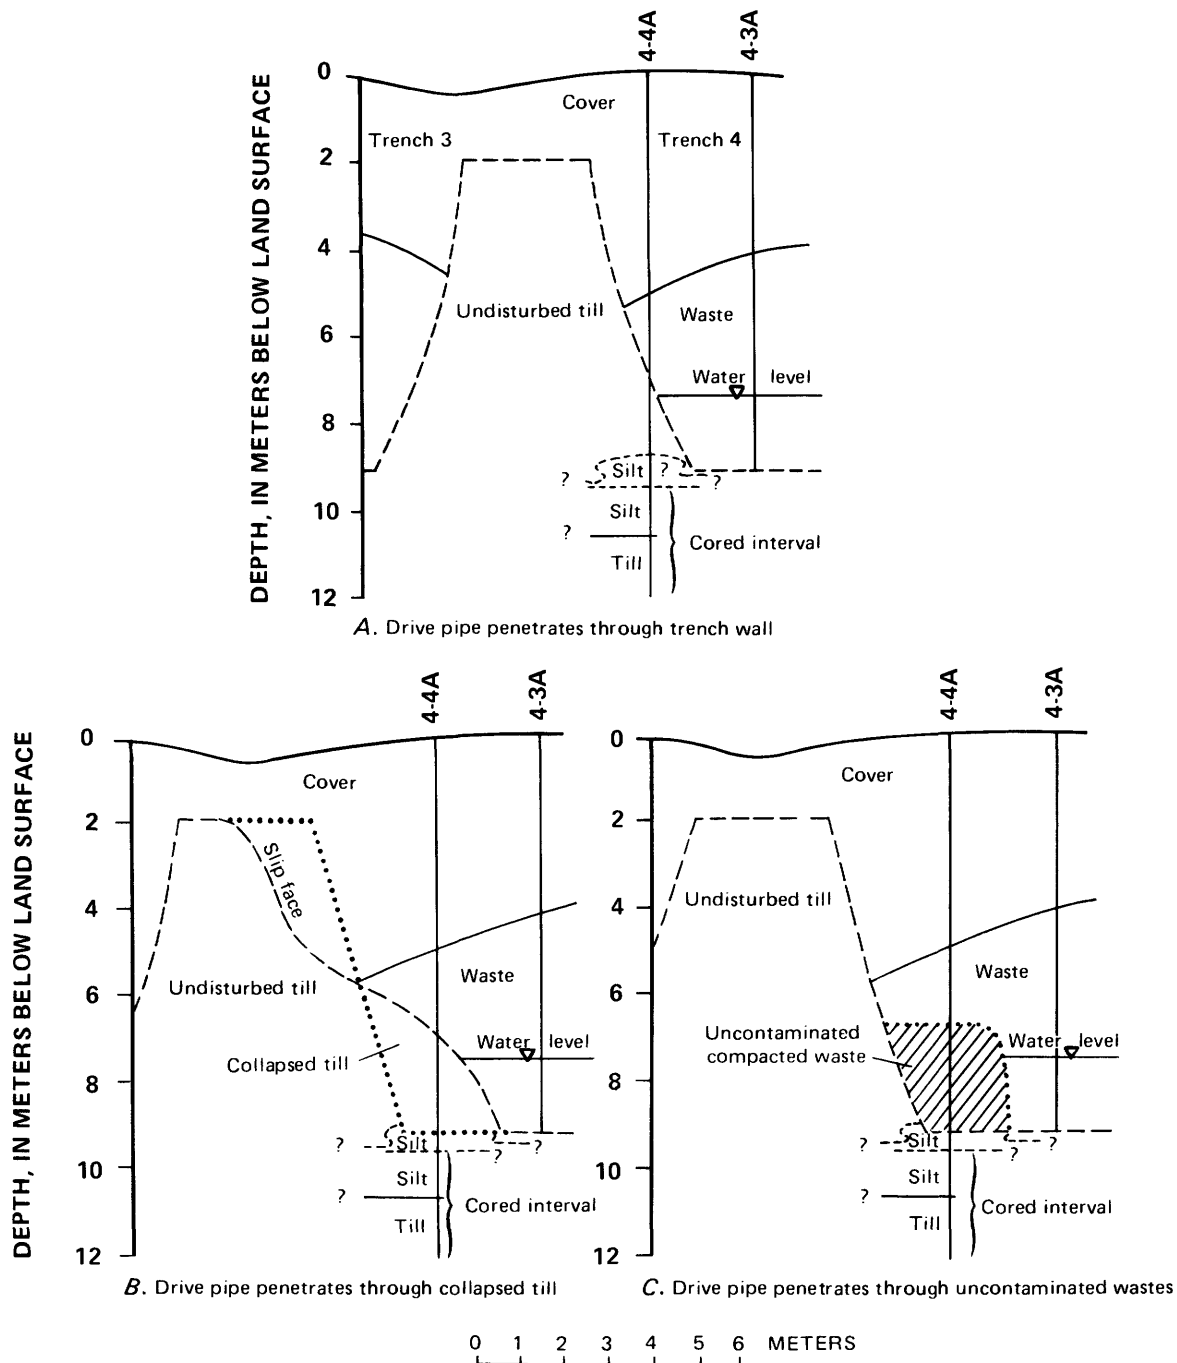 4-4A
4-3A
DEPTH, IN METERS BELOW LAND SURFACE
0
2
4
6
8
10
12
Cover
Trench 3
Trench 4
Undisturbed till
Waste
Water level
Silt ?
? ?
Silt
?
Till
Cored interval
A. Drive pipe penetrates through trench wall
4-4A
4-3A
DEPTH, IN METERS BELOW LAND SURFACE
0
2
4
6
8
10
12
Cover
Slip face
Undisturbed till
Waste
Water level
Collapsed till
? Silt ?
?
Silt
?
Till
Cored interval
B. Drive pipe penetrates through collapsed till
4-4A
4-3A
0
2
4
6
8
10
12
Cover
Undisturbed till
Waste
Uncontaminated
compacted waste
Water level
? Silt ?
?
Silt
?
Till
Cored interval
C. Drive pipe penetrates through uncontaminated wastes
0 1 2 3 4 5 6 METERS